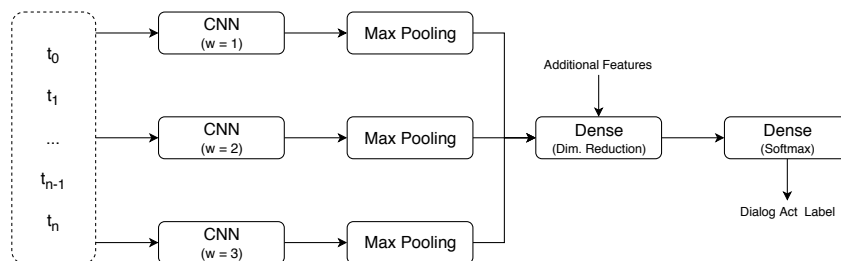 t0
t1
...
tn-1
tn
CNN
(w = 1)
Max Pooling
CNN
(w = 2)
Max Pooling
CNN
(w = 3)
Max Pooling
Additional Features
Dense
(Dim. Reduction)
Dense
(Softmax)
Dialog Act Label